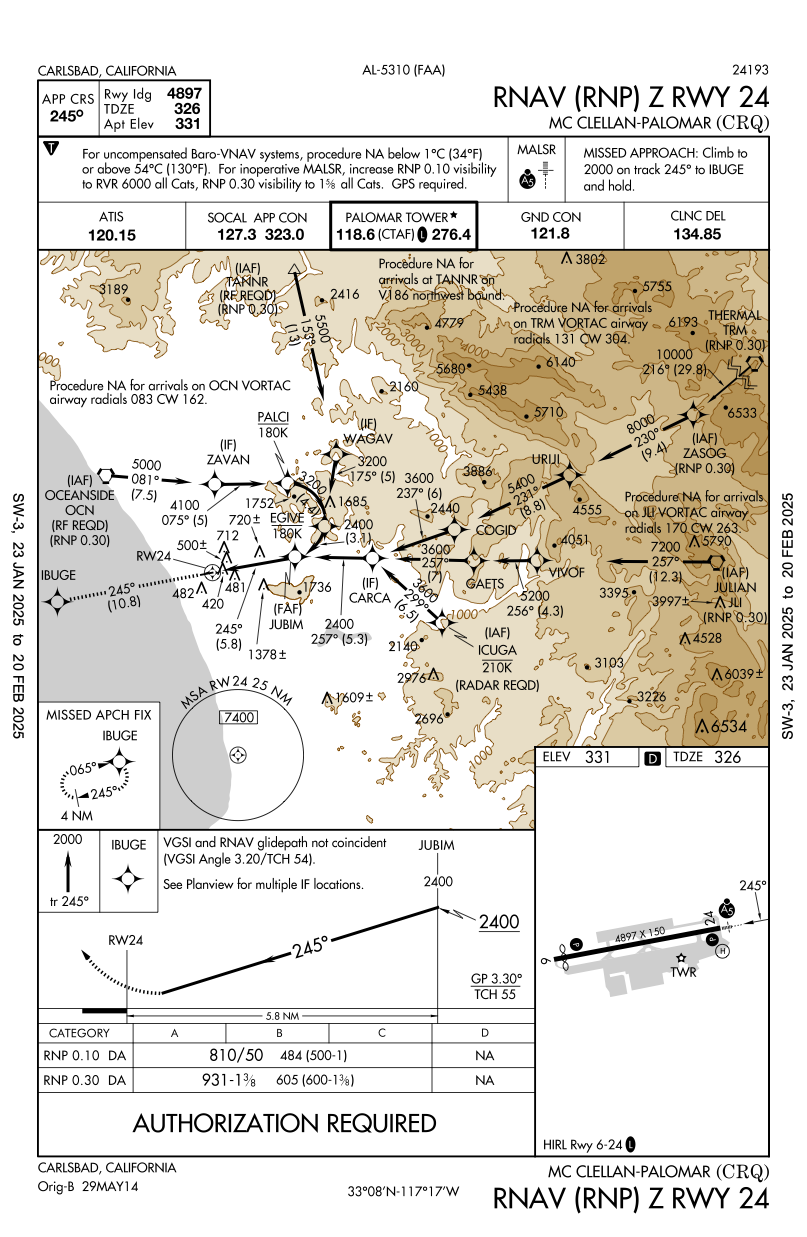 CARLSBAD, CALIFORNIA
AL-5310 (FAA)
24193
APP CRS
245°
Rwy Idg 4897
TDZE 326
Apt Elev 331
RNAV (RNP) Z RWY 24
MC CLELLAN-PALOMAR (CRQ)
T
For uncompensated Baro-VNAV systems, procedure NA below 1°C (34°F)
or above 54°C (130°F). For inoperative MALSR, increase RNP 0.10 visibility
to RVR 6000 all Cats, RNP 0.30 visibility to 1⅝ all Cats. GPS required.
MALSR
A5
MISSED APPROACH: Climb to
2000 on track 245° to IBUGE
and hold.
ATIS
120.15
SOCAL APP CON
127.3 323.0
PALOMAR TOWER★
118.6 (CTAF) L 276.4
GND CON
121.8
CLNC DEL
134.85
3189
(IAF)
TANNR
(RF REQD)
(RNP 0.30)
2416
5500
153°
(13)
Procedure NA for
arrivals at TANNR on
V186 northwest bound.
3802
5755
Procedure NA for arrivals
on TRM VORTAC airway
radials 131 CW 304.
4779
6193
THERMAL
TRM
(RNP 0.30)
10000
216° (29.8)
5680
6140
5438
5710
6533
2160
Procedure NA for arrivals on OCN VORTAC
airway radials 083 CW 162.
PALCI
180K
(IF)
WAGAV
3200
175° (5)
8000
230°
(9.4)
(IAF)
ZASOG
(RNP 0.30)
(IF)
ZAVAN
5000
081°
(7.5)
(IAF)
OCEANSIDE
OCN
(RF REQD)
(RNP 0.30)
4100
075° (5)
3200
(4.4)
1752
1685
EGIVE
180K
2400
(3.1)
3600
237° (6)
2440
3886
URIJI
5400
231°
(8.8)
4555
Procedure NA for arrivals
on JLI VORTAC airway
radials 170 CW 263.
5790
COGID
720±
712
500±
RW24
482
420
481
3600
257°
(7)
GAETS
VIVOF
4051
7200
257°
(12.3)
(IAF)
JULIAN
JLI
(RNP 0.30)
IBUGE
245°
(10.8)
(FAF)
JUBIM
1736
(IF)
CARCA
3600
299°
(6.5)
5200
256° (4.3)
3395
3997±
245°
(5.8)
1378±
2400
257° (5.3)
1000
(IAF)
ICUGA
210K
(RADAR REQD)
2140
4528
3103
2976
6039±
3226
1609±
2696
6534
MSA RW24 25 NM
7400
MISSED APCH FIX
IBUGE
065°
245°
4 NM
SW-3, 23 JAN 2025 to 20 FEB 2025
SW-3, 23 JAN 2025 to 20 FEB 2025
ELEV 331
D
TDZE 326
2000
tr 245°
IBUGE
VGSI and RNAV glidepath not coincident
(VGSI Angle 3.20/TCH 54).
See Planview for multiple IF locations.
JUBIM
2400
2400
RW24
245°
GP 3.30°
TCH 55
5.8 NM
245°
A5
24
4897 X 150
P
P
H
6
TWR
CATEGORY A B C D
RNP 0.10 DA 810/50 484 (500-1) NA
RNP 0.30 DA 931-1⅜ 605 (600-1⅜) NA
AUTHORIZATION REQUIRED
HIRL Rwy 6-24 L
CARLSBAD, CALIFORNIA
Orig-B 29MAY14
33°08'N-117°17'W
MC CLELLAN-PALOMAR (CRQ)
RNAV (RNP) Z RWY 24